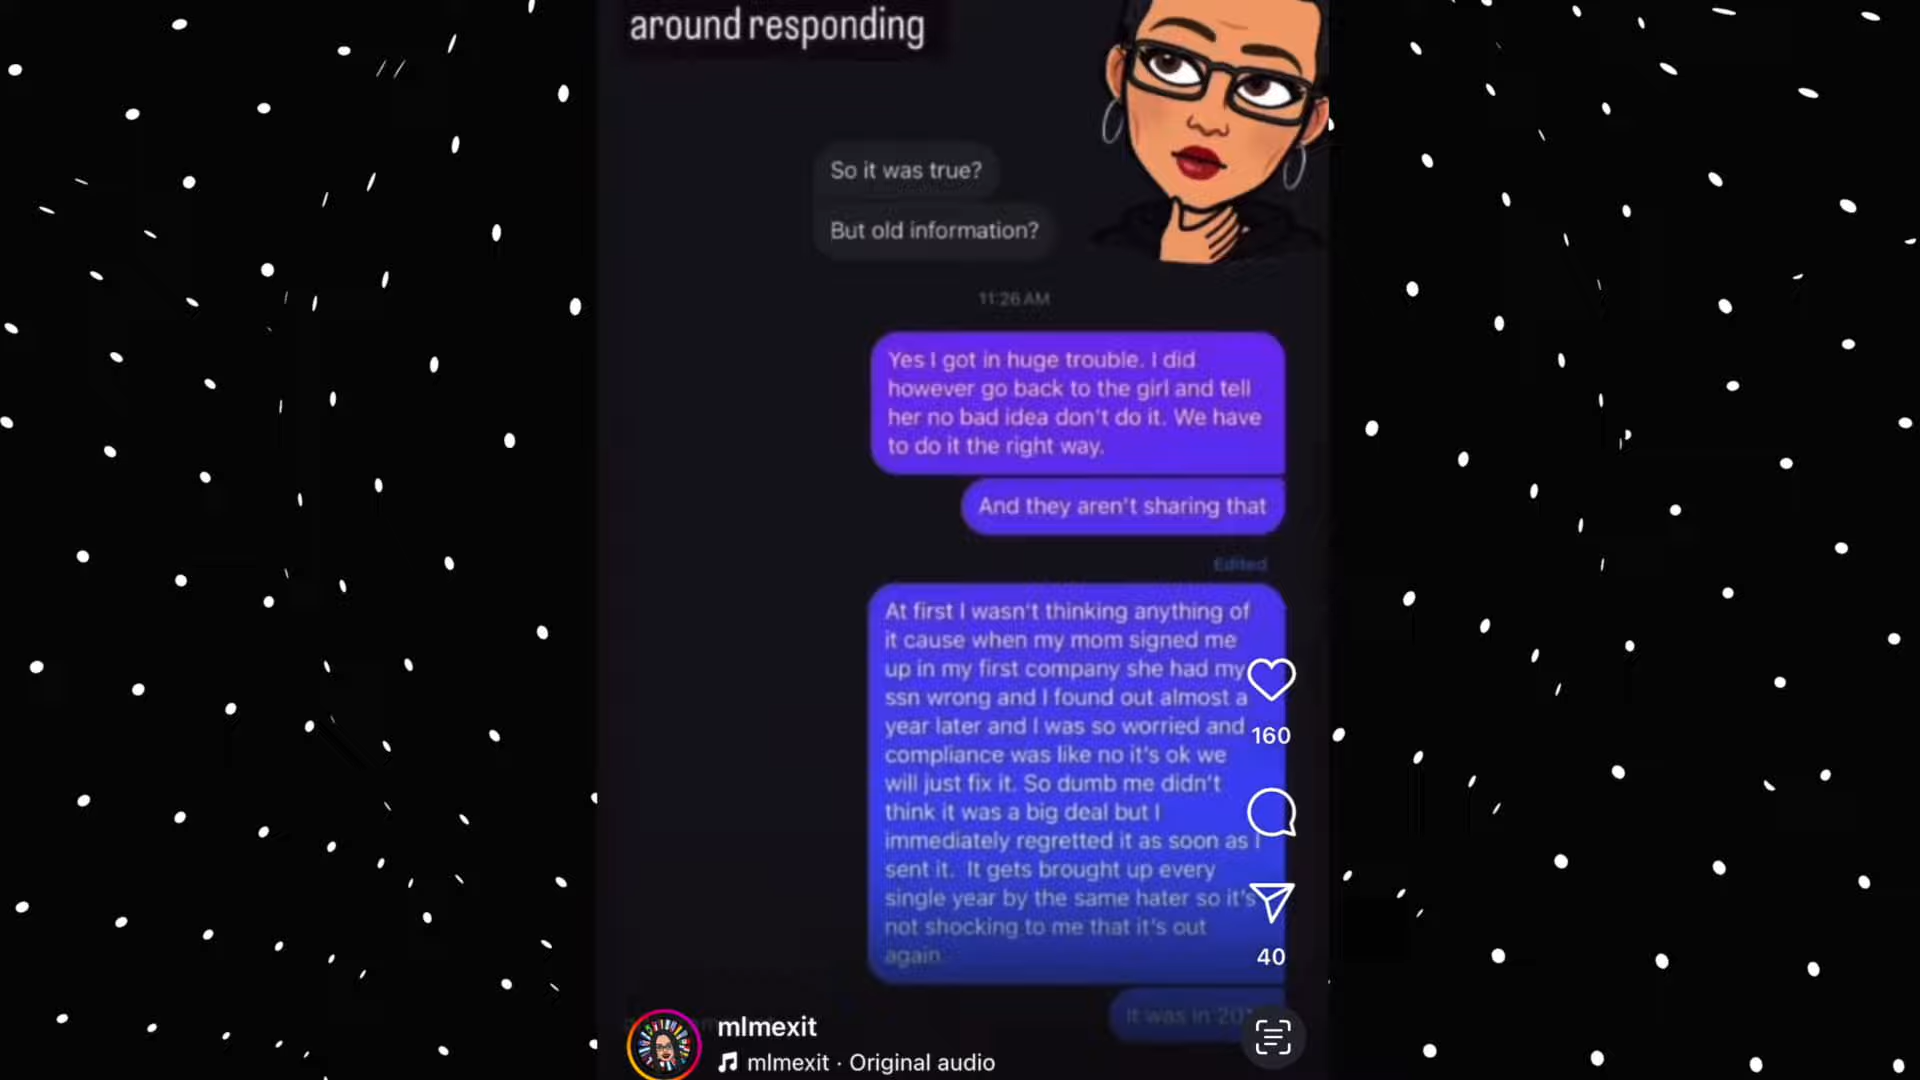 around responding
So it was true?
But old information?
11:26 AM
Yes I got in huge trouble. I did
however go back to the girl and tell
her no bad idea don't do it. We have
to do it the right way.
And they aren't sharing that
Edited
At first I wasn't thinking anything of
it cause when my mom signed me
up in my first company she had my
ssn wrong and I found out almost a
year later and I was so worried and
compliance was like no it's ok we
will just fix it. So dumb me didn't
think it was a big deal but I
immediately regretted it as soon as I
sent it. It gets brought up every
single year by the same hater so it's
not shocking to me that it's out
again.
160
40
It was in
mlmexit
mlmexit · Original audio